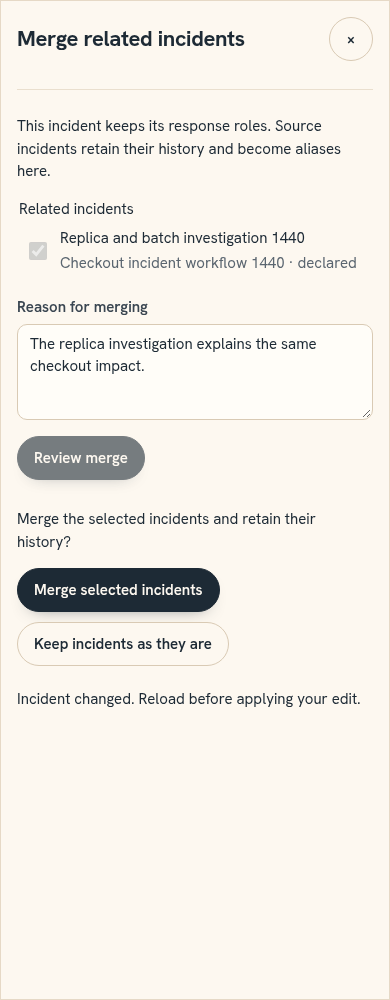 Merge related incidents
×
This incident keeps its response roles. Source
incidents retain their history and become aliases
here.
Related incidents
Replica and batch investigation 1440
Checkout incident workflow 1440 · declared
Reason for merging
The replica investigation explains the same
checkout impact.
Review merge
Merge the selected incidents and retain their
history?
Merge selected incidents
Keep incidents as they are
Incident changed. Reload before applying your edit.